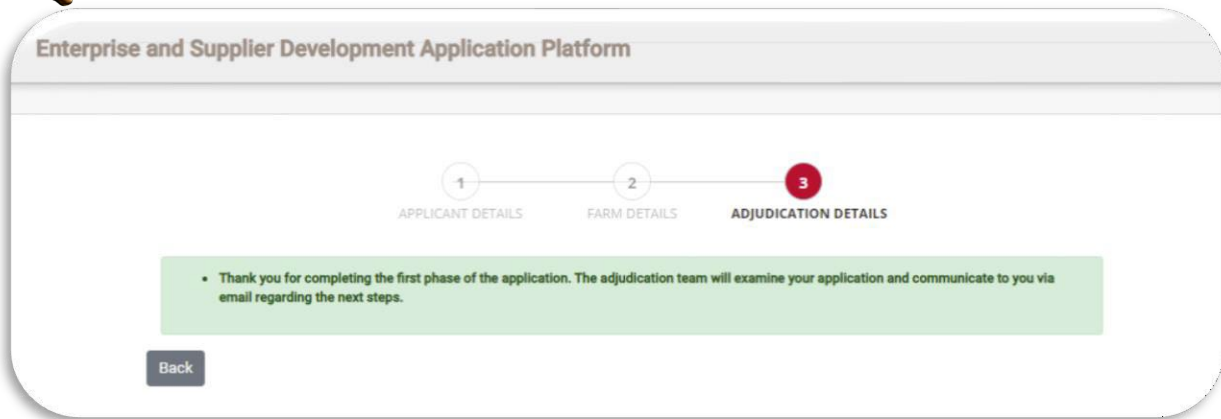 Enterprise and Supplier Development Application Platform
1 2 3
APPLICANT DETAILS FARM DETAILS ADJUDICATION DETAILS
• Thank you for completing the first phase of the application. The adjudication team will examine your application and communicate to you via
email regarding the next steps.
Back